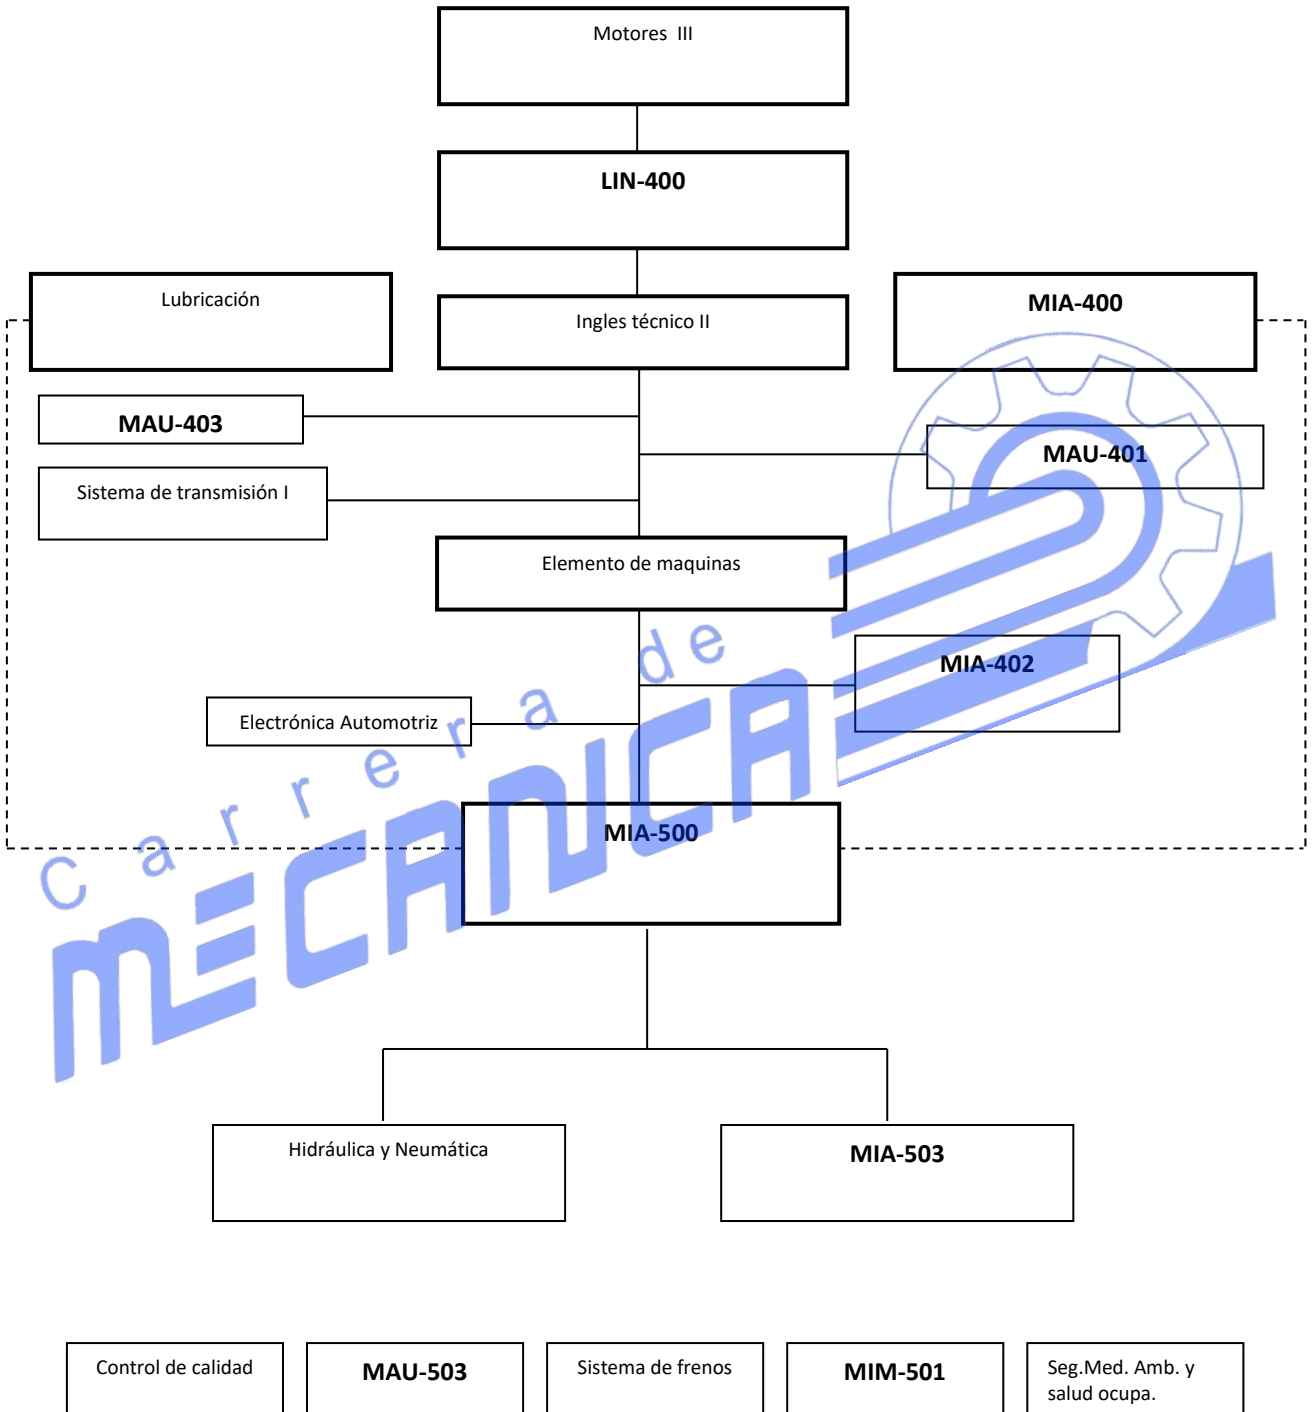 Motores III
LIN-400
Lubricación
Ingles técnico II
MIA-400
MAU-403
MAU-401
Sistema de transmisión I
Elemento de maquinas
MIA-402
Electrónica Automotriz
MIA-500
Carrera de
MECANICA
Hidráulica y Neumática
MIA-503
Control de calidad
MAU-503
Sistema de frenos
MIM-501
Seg.Med. Amb. y
salud ocupa.